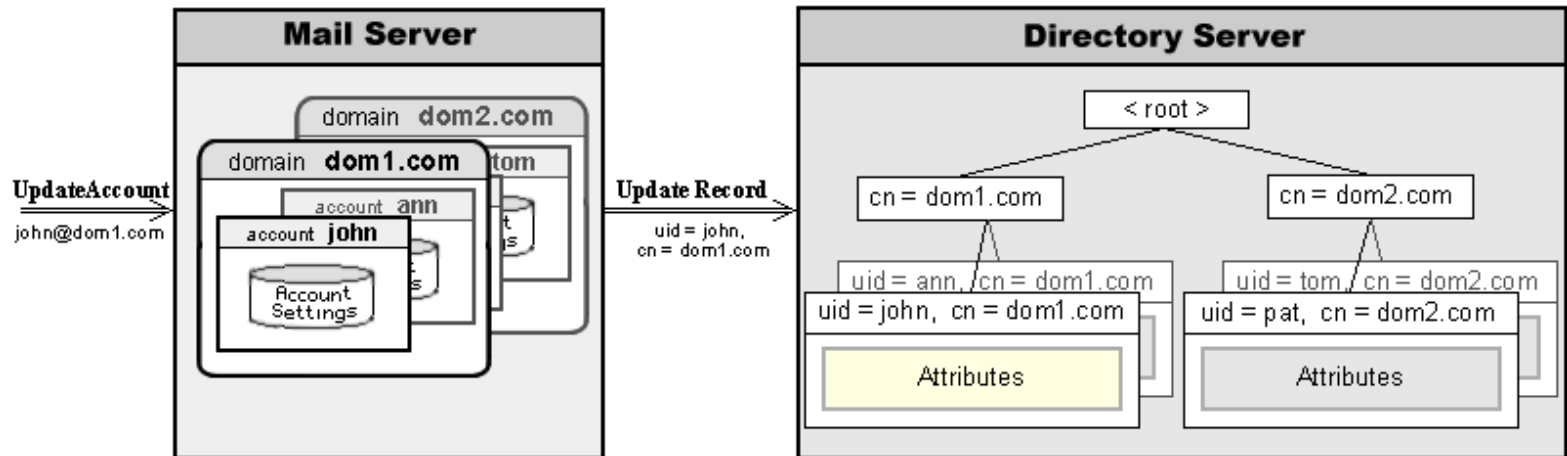 Mail Server
Directory Server
domain dom2.com
domain dom1.com
tom
account ann
account john
Account
Settings
UpdateAccount
john@dom1.com
Update Record
uid = john,
cn = dom1.com
< root >
cn = dom1.com
cn = dom2.com
uid = ann, cn = dom1.com
uid = john, cn = dom1.com
Attributes
uid = tom, cn = dom2.com
uid = pat, cn = dom2.com
Attributes